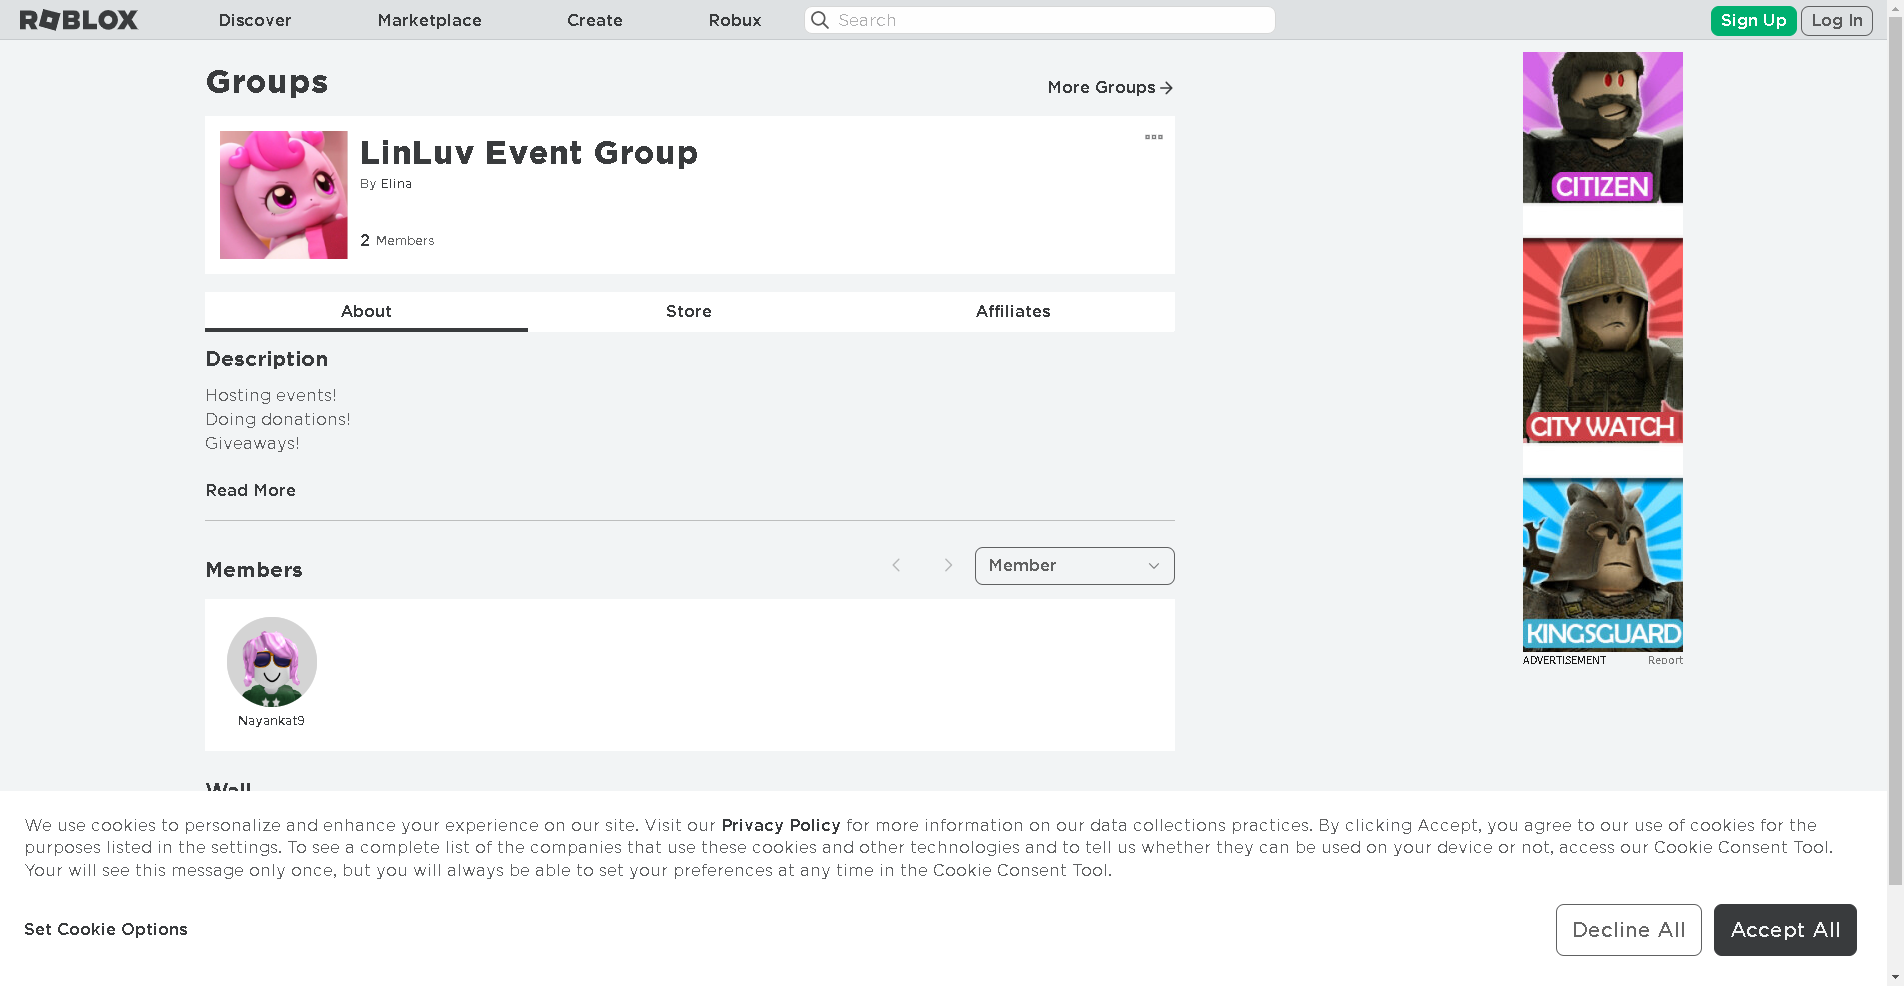 ROBLOX
Discover
Marketplace
Create
Robux
Search
Sign Up
Log In
Groups
More Groups
LinLuv Event Group
By Elina
2 Members
About
Store
Affiliates
Description
Hosting events!
Doing donations!
Giveaways!
Read More
Members
Member
Nayankat9
Wall
CITIZEN
CITY WATCH
KINGSGUARD
ADVERTISEMENT
Report
We use cookies to personalize and enhance your experience on our site. Visit our Privacy Policy for more information on our data collections practices. By clicking Accept, you agree to our use of cookies for the
purposes listed in the settings. To see a complete list of the companies that use these cookies and other technologies and to tell us whether they can be used on your device or not, access our Cookie Consent Tool.
Your will see this message only once, but you will always be able to set your preferences at any time in the Cookie Consent Tool.
Set Cookie Options
Decline All
Accept All